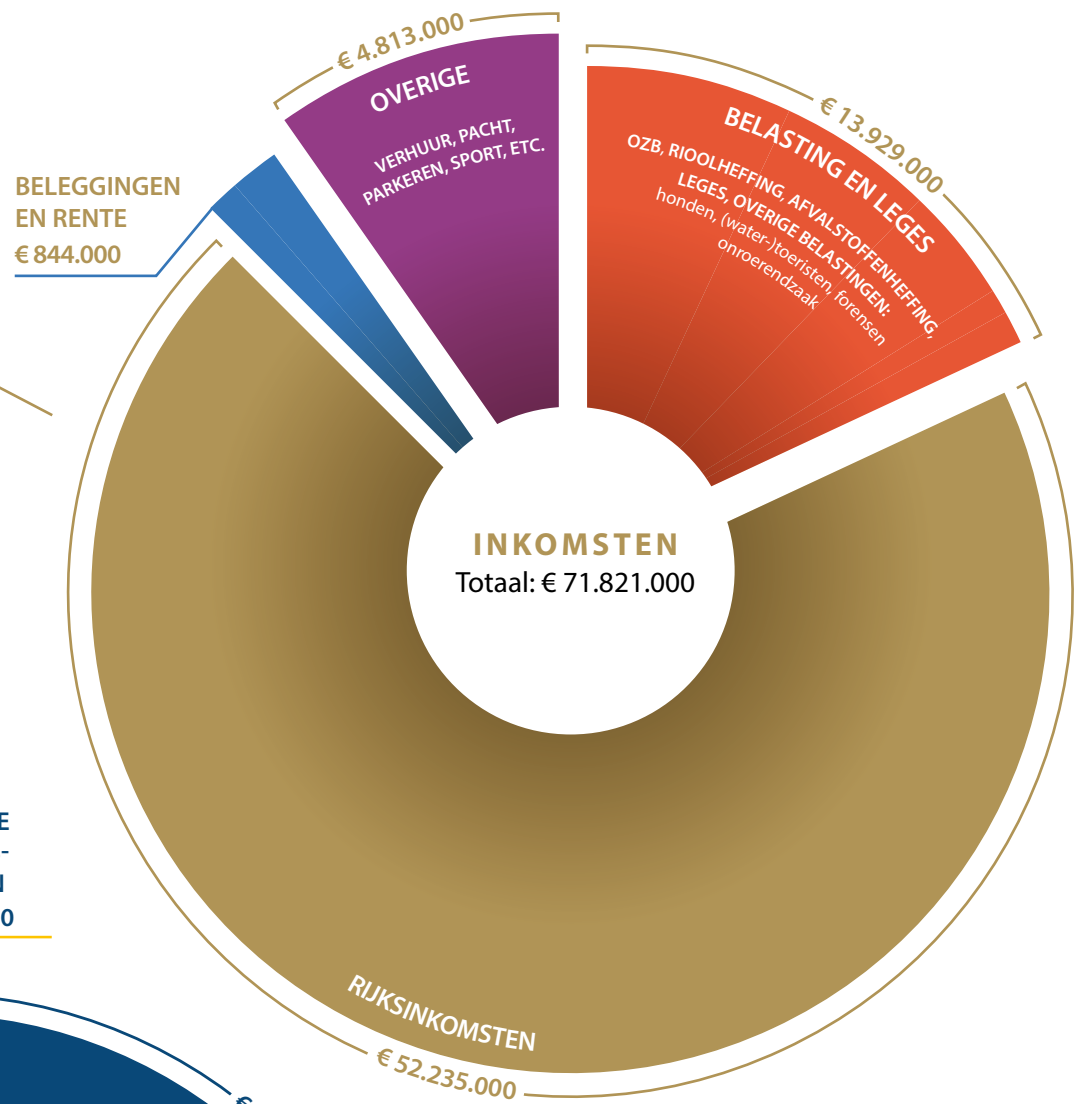 € 4.813.000
OVERIGE
VERHUUR, PACHT,
PARKEREN, SPORT, ETC.
€ 13.929.000
BELASTING EN LEGES
OZB, RIOOLHEFFING, AFVALSTOFFENHEFFING,
LEGES, OVERIGE BELASTINGEN:
honden, (water-)toeristen, forensen
onroerendzaak
BELEGGINGEN
EN RENTE
€ 844.000
INKOMSTEN
Totaal: € 71.821.000
RIJKSINKOMSTEN
€ 52.235.000
E
-
N
0
€